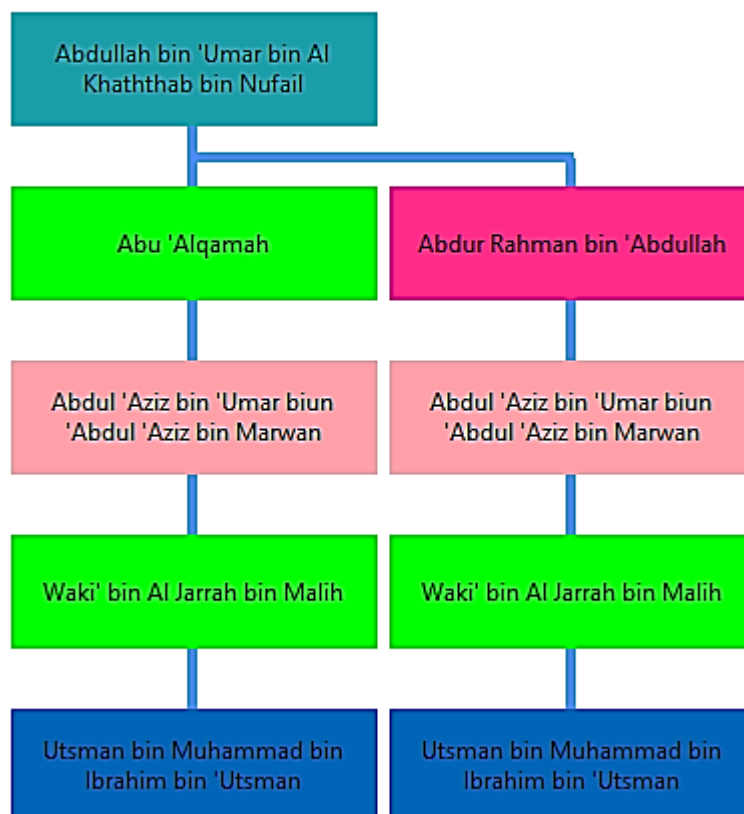 Abdullah bin 'Umar bin Al
Khaththab bin Nufail
Abu 'Alqamah
Abdur Rahman bin 'Abdullah
Abdul 'Aziz bin 'Umar biun
'Abdul 'Aziz bin Marwan
Abdul 'Aziz bin 'Umar biun
'Abdul 'Aziz bin Marwan
Waki' bin Al Jarrah bin Malih
Waki' bin Al Jarrah bin Malih
Utsman bin Muhammad bin
Ibrahim bin 'Utsman
Utsman bin Muhammad bin
Ibrahim bin 'Utsman